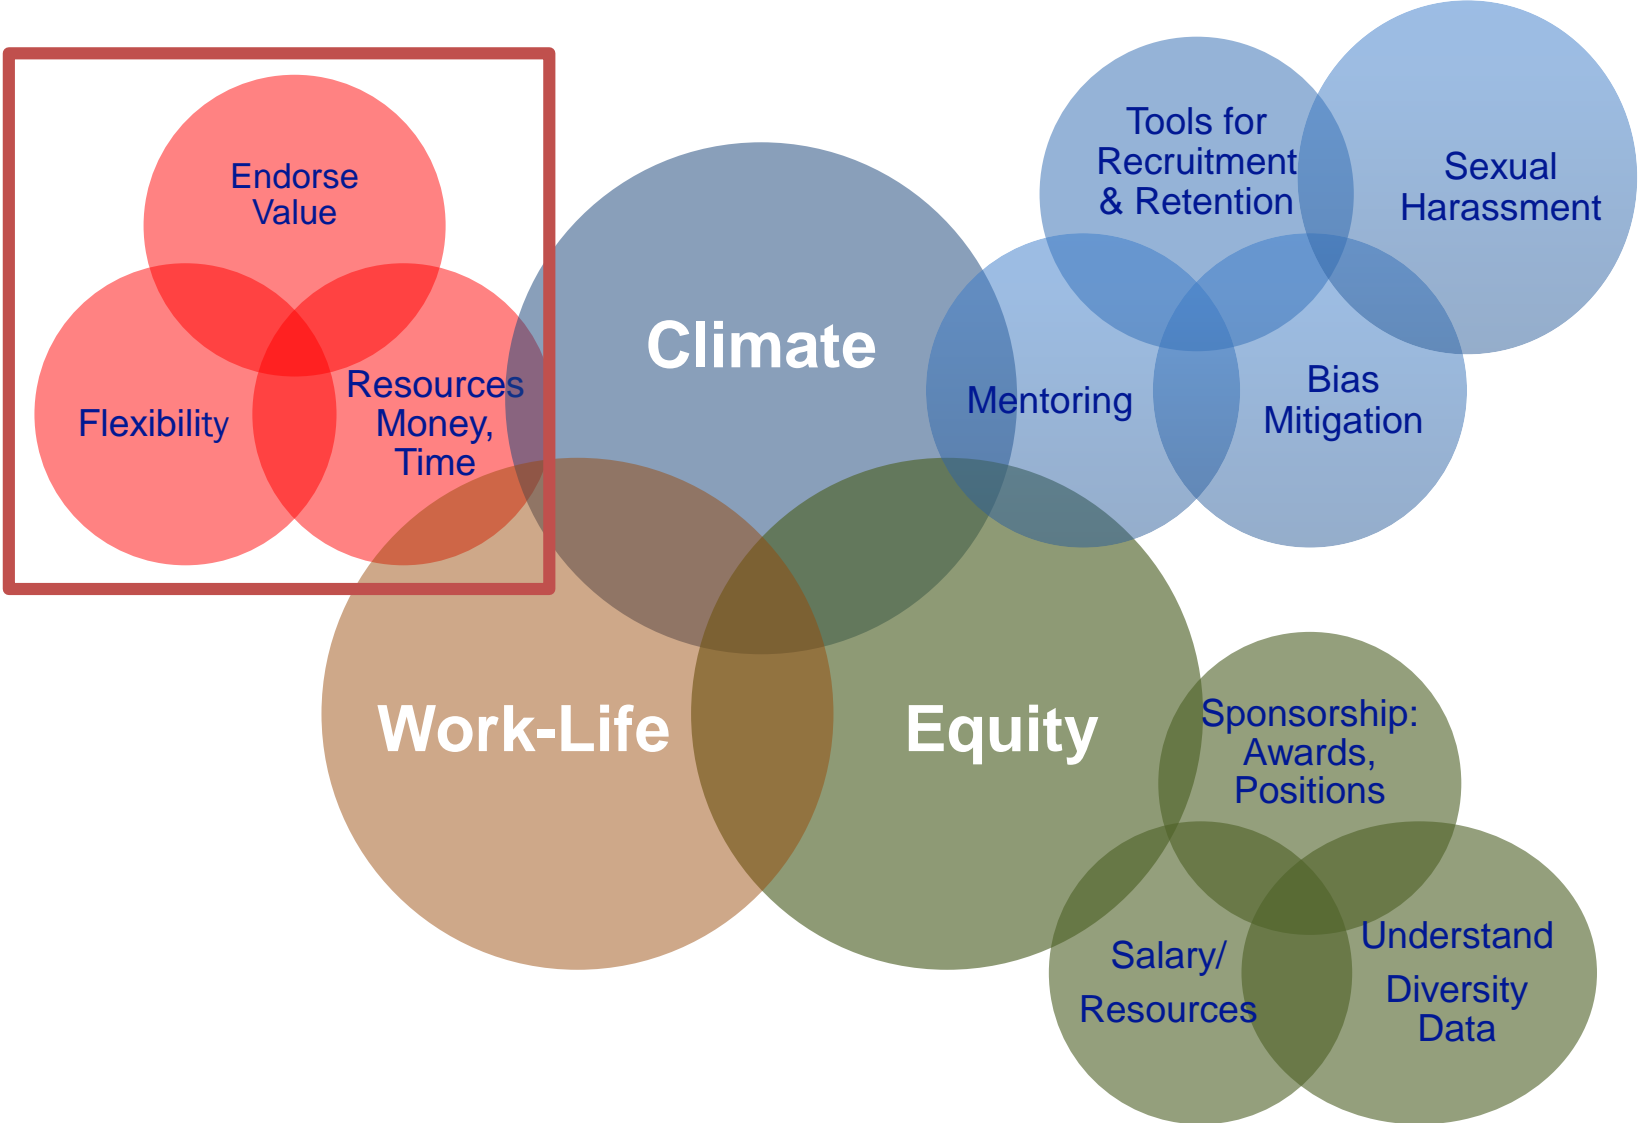 Endorse
Value
Flexibility
Resources
Money,
Time
Climate
Tools for
Recruitment
& Retention
Sexual
Harassment
Mentoring
Bias
Mitigation
Work-Life
Equity
Sponsorship:
Awards,
Positions
Salary/
Resources
Understand
Diversity
Data